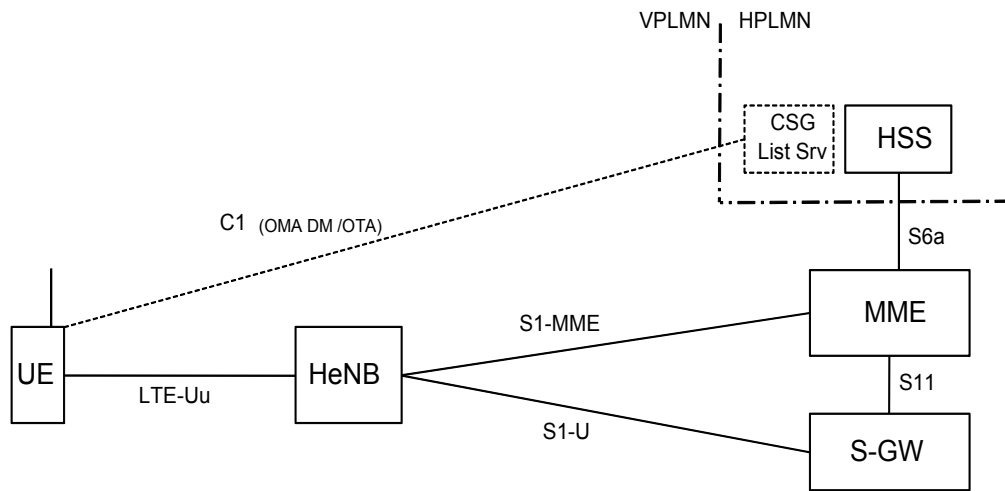 VPLMN HPLMN
CSG
List Srv
HSS
C1 (OMA DM /OTA)
S6a
S1-MME
MME
UE
HeNB
LTE-Uu
S11
S1-U
S-GW